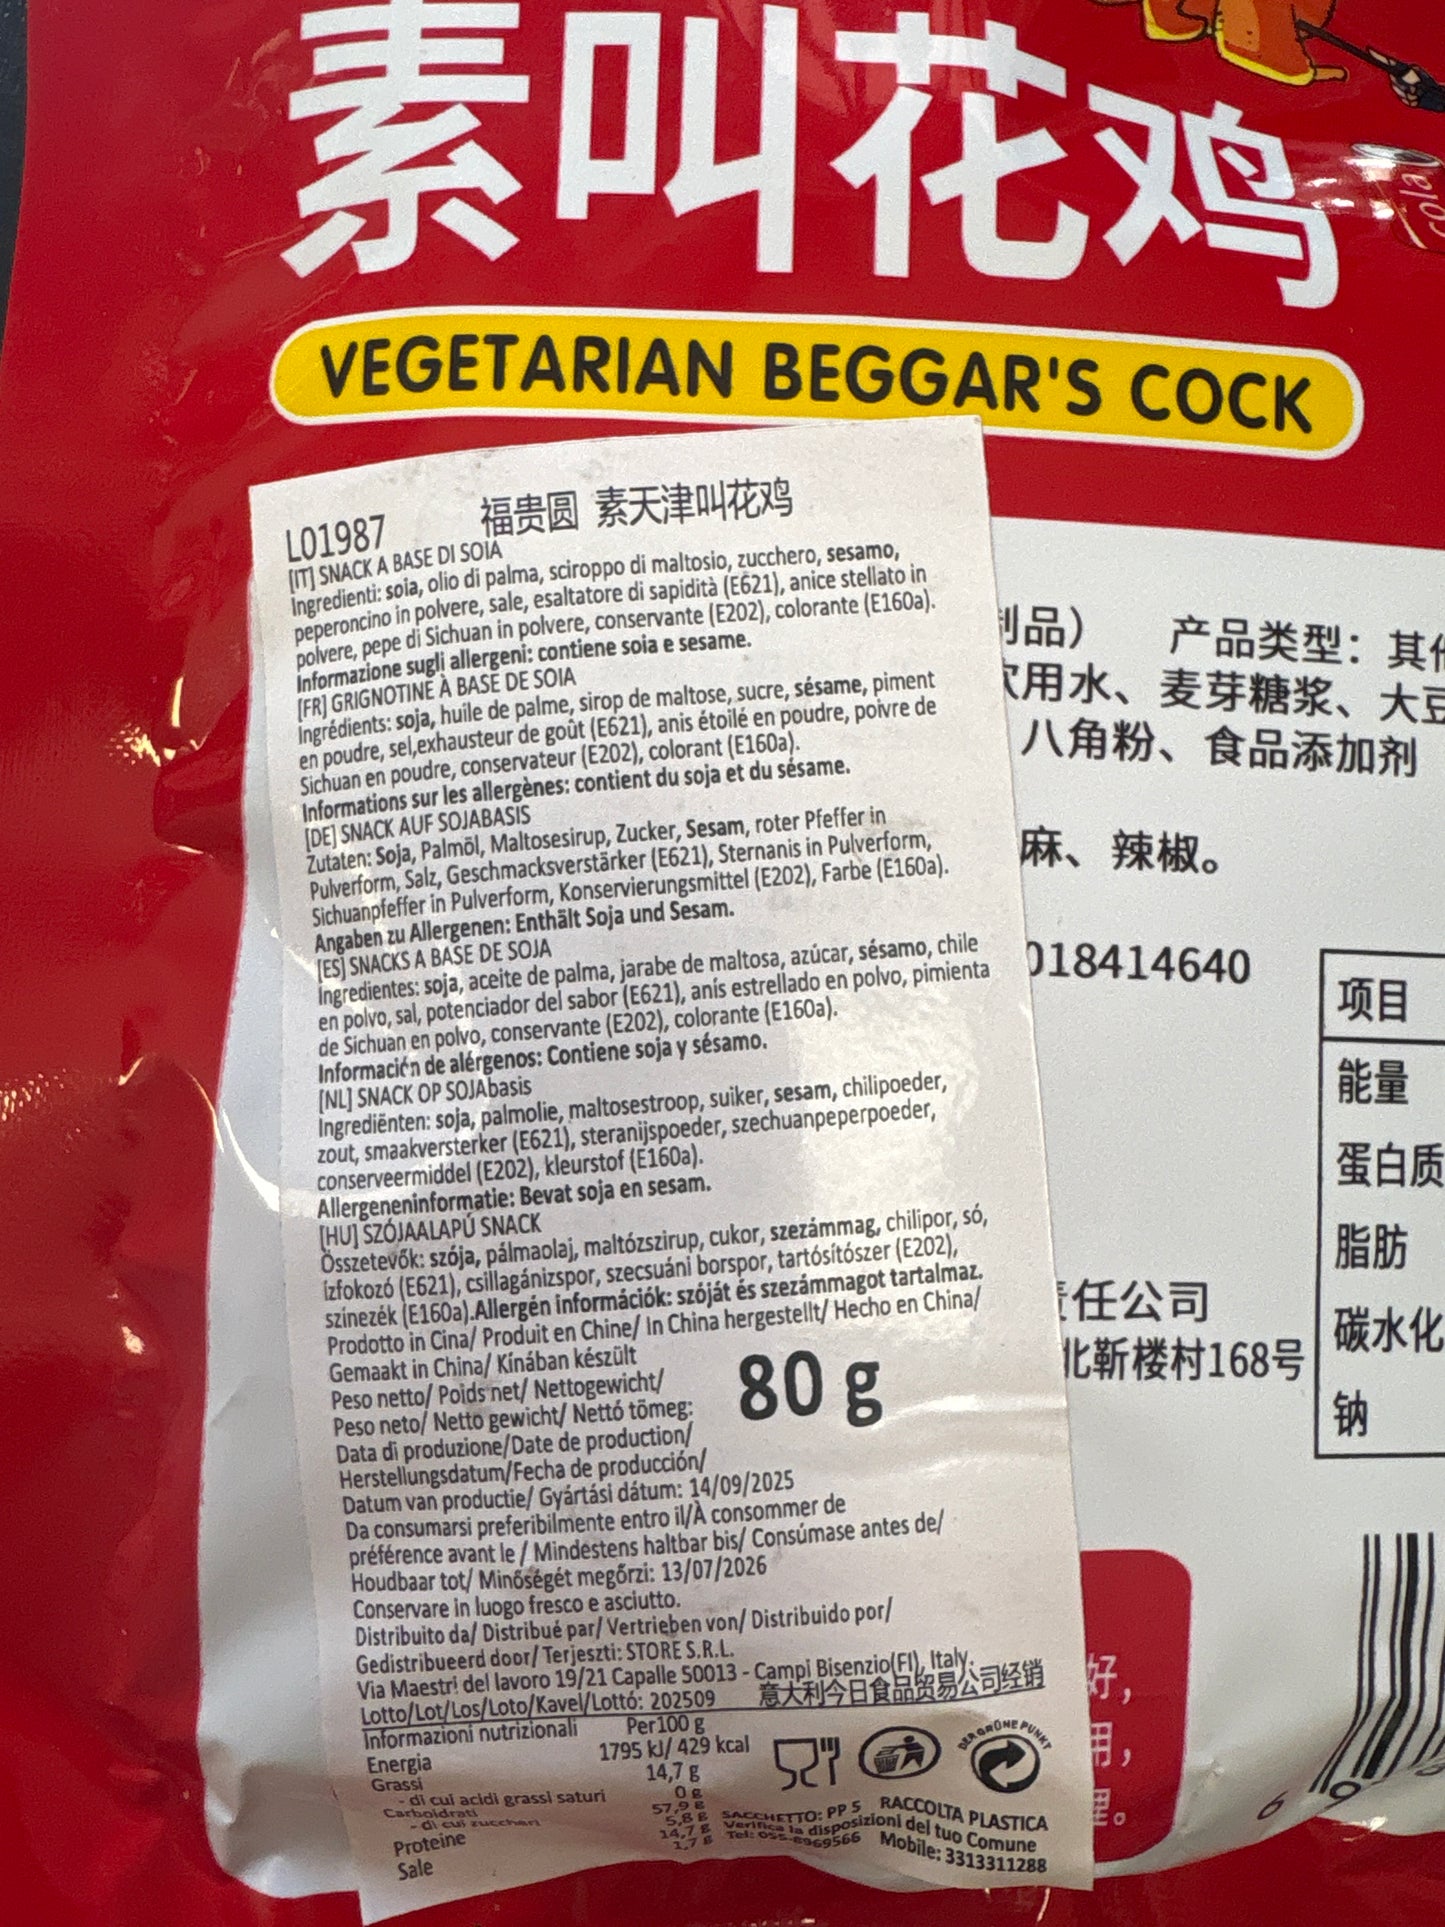 素叫花鸡
cola
VEGETARIAN BEGGAR'S COCK
L01987 福贵圆 素天津叫花鸡
[IT] SNACK A BASE DI SOIA
Ingredienti: soia, olio di palma, sciroppo di maltosio, zucchero, sesamo,
peperoncino in polvere, sale, esaltatore di sapidità (E621), anice stellato in
polvere, pepe di Sichuan in polvere, conservante (E202), colorante (E160a).
Informazione sugli allergeni: contiene soia e sesame.
[FR] GRIGNOTINE À BASE DE SOIA
Ingrédients: soja, huile de palme, sirop de maltose, sucre, sésame, piment
en poudre, sel,exhausteur de goût (E621), anis étoilé en poudre, poivre de
Sichuan en poudre, conservateur (E202), colorant (E160a).
Informations sur les allergènes: contient du soja et du sésame.
[DE] SNACK AUF SOJABASIS
Zutaten: Soja, Palmöl, Maltosesirup, Zucker, Sesam, roter Pfeffer in
Pulverform, Salz, Geschmacksverstärker (E621), Sternanis in Pulverform,
Sichuanpfeffer in Pulverform, Konservierungsmittel (E202), Farbe (E160a).
Angaben zu Allergenen: Enthält Soja und Sesam.
[ES] SNACKS A BASE DE SOJA
Ingredientes: soja, aceite de palma, jarabe de maltosa, azúcar, sésamo, chile
en polvo, sal, potenciador del sabor (E621), anís estrellado en polvo, pimienta
de Sichuan en polvo, conservante (E202), colorante (E160a).
Información de alérgenos: Contiene soja y sésamo.
[NL] SNACK OP SOJAbasis
Ingrediënten: soja, palmolie, maltosestroop, suiker, sesam, chilipoeder,
zout, smaakversterker (E621), steranijspoeder, szechuanpeperpoeder,
conserveermiddel (E202), kleurstof (E160a).
Allergeneninformatie: Bevat soja en sesam.
[HU] SZÓJAALAPÚ SNACK
Összetevők: szója, pálmaolaj, maltózszirup, cukor, szezámmag, chilipor, só,
ízfokozó (E621), csillagánizspor, szecsuáni borspor, tartósítószer (E202),
színezék (E160a).Allergén információk: szóját és szezámmagot tartalmaz.
Prodotto in Cina/ Produit en Chine/ In China hergestellt/ Hecho en China/
Gemaakt in China/ Kínában készült
Peso netto/ Poids net/ Nettogewicht/
Peso neto/ Netto gewicht/ Nettó tömeg: 80 g
Data di produzione/Date de production/
Herstellungsdatum/Fecha de producción/
Datum van productie/ Gyártási dátum: 14/09/2025
Da consumarsi preferibilmente entro il/À consommer de
préférence avant le / Mindestens haltbar bis/ Consúmase antes de/
Houdbaar tot/ Minőségét megőrzi: 13/07/2026
Conservare in luogo fresco e asciutto.
Distribuito da/ Distribué par/ Vertrieben von/ Distribuido por/
Gedistribueerd door/ Terjeszti: STORE S.R.L.
Via Maestri del lavoro 19/21 Capalle 50013 - Campi Bisenzio(FI), Italy.
Lotto/Lot/Los/Loto/Kavel/Lottó: 202509 意大利今日食品贸易公司经销
Informazioni nutrizionali Per100 g
Energia 1795 kJ/ 429 kcal
Grassi 14,7 g
- di cui acidi grassi saturi 0 g
Carboidrati 57,9 g
- di cui zuccheri 5,8 g
Proteine 14,7 g
Sale 1,7 g
DER GRÜNE PUNKT
SACCHETTO: PP 5 RACCOLTA PLASTICA
Verifica la disposizioni del tuo Comune
Tel: 055-8969566 Mobile: 3313311288
制品） 产品类型：其他
饮用水、麦芽糖浆、大豆
八角粉、食品添加剂
麻、辣椒。
018414640
责任公司
北靳楼村168号
项目
能量
蛋白质
脂肪
碳水化
钠
好，
用，
6 9